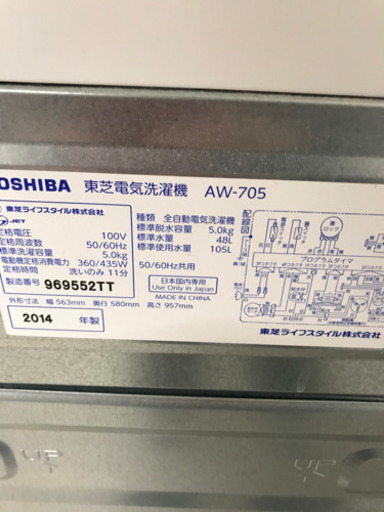 OSHIBA 東芝電気洗濯機 AW-705
JET
東芝ライフスタイル株式会社
定格電圧 100V
定格周波数 50/60Hz
標準洗濯容量 5.0kg
電動機定格消費電力 360/435W
定格時間 洗いのみ 11分
製造番号 969552TT
外形寸法 幅 563mm 奥行 580mm 高さ 957mm
2014 年製
種類 全自動電気洗濯機
標準脱水容量 5.0kg
標準水量 48L
標準使用水量 105L
50/60Hz共用
日本国内専用
Use Only in Japan
MADE IN CHINA
配線図
ロック
プログラムタイマ
東芝ライフスタイル株式会社
UP
UP